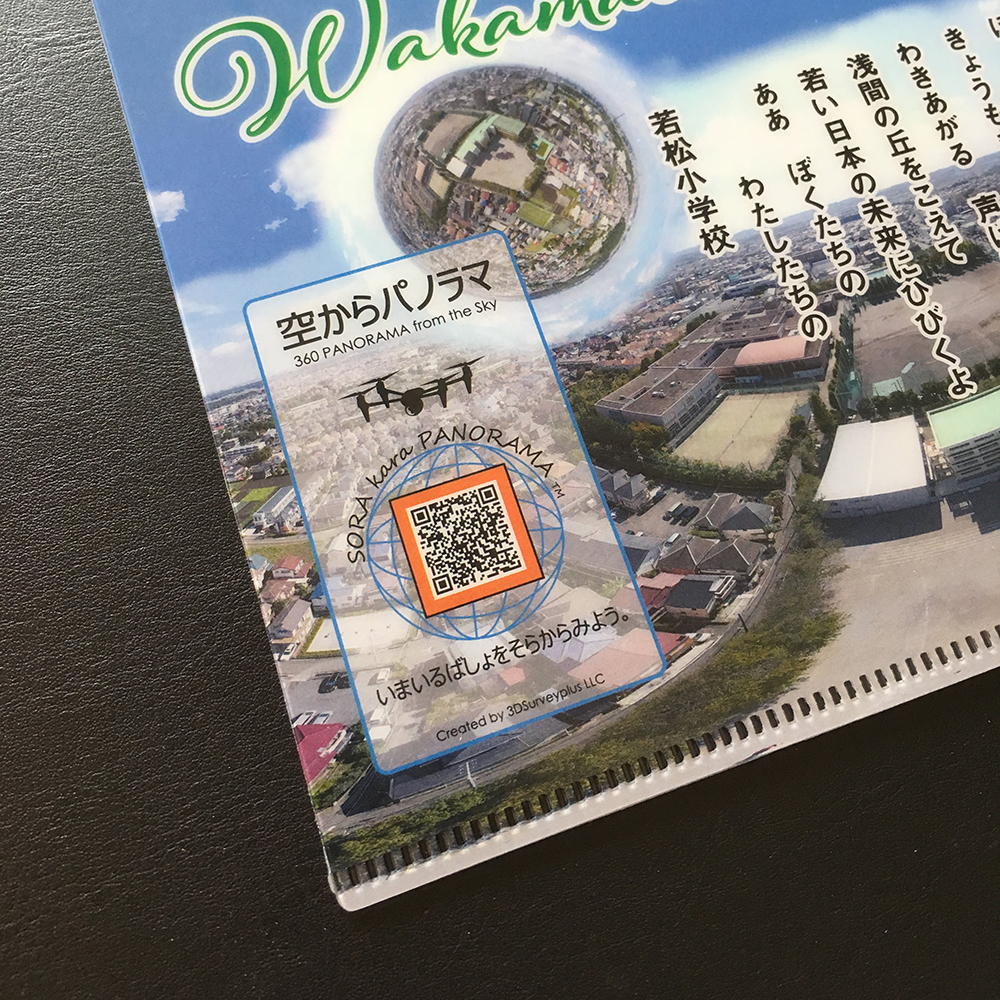 Wakama
きょうも
声
わきあがる
浅間の丘をこえて
若い日本の未来にひびくよ
ああ ぼくたちの
わたしたちの
若松小学校
空からパノラマ
360 PANORAMA from the Sky
SORA kara PANORAMA™
いまいるばしょをそらからみよう。
Created by 3DSurveyplus LLC